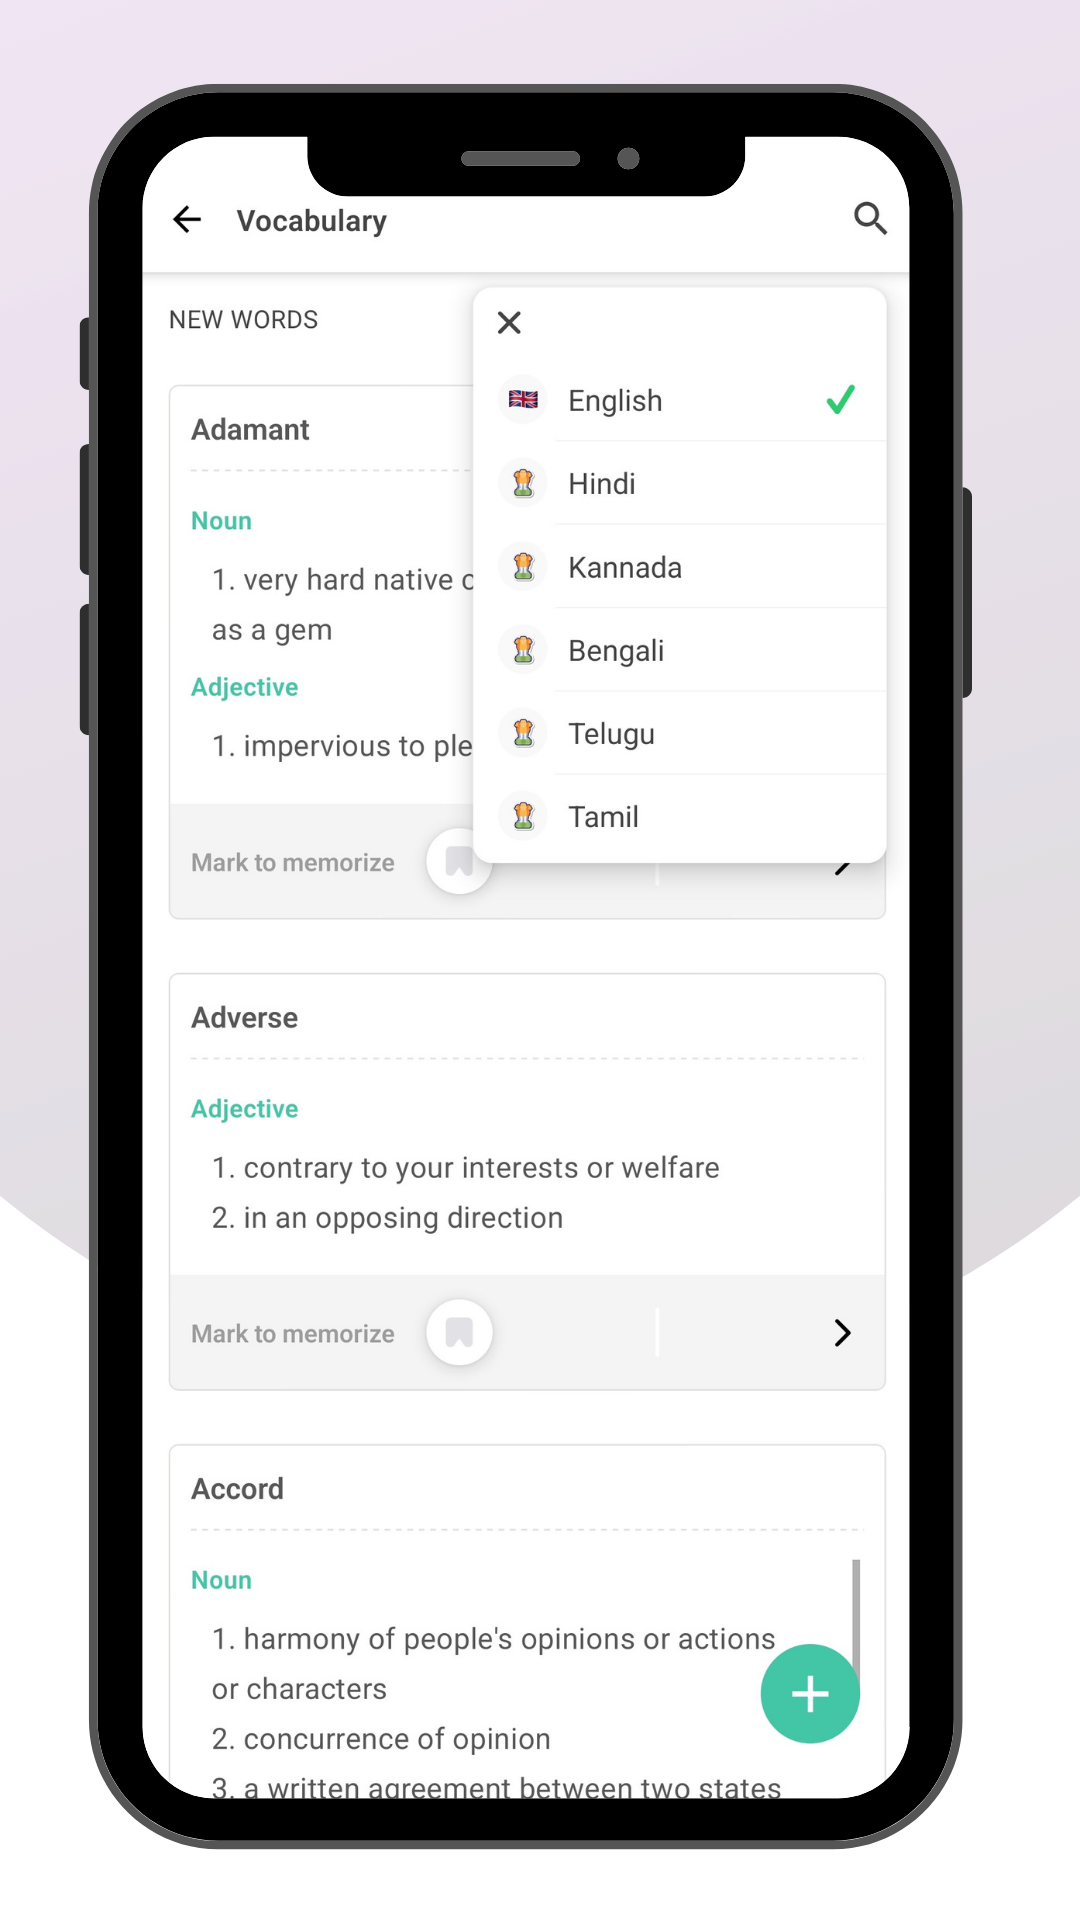 Vocabulary
NEW WORDS
English
Hindi
Kannada
Bengali
Telugu
Tamil
Adamant
Noun
1. very hard native
as a gem
Adjective
1. impervious to
Mark to memorize
Adverse
Adjective
1. contrary to your interests or welfare
2. in an opposing direction
Mark to memorize
Accord
Noun
1. harmony of people's opinions or actions
or characters
2. concurrence of opinion
3. a written agreement between two states